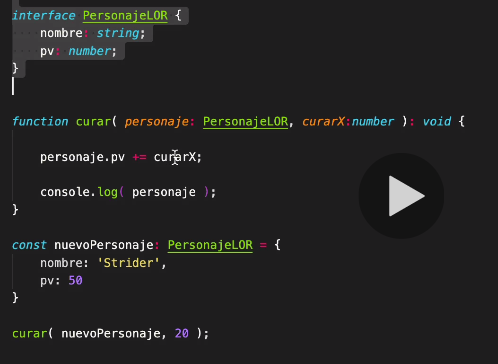 interface PersonajeLOR {
nombre: string;
pv: number;
}
function curar( personaje: PersonajeLOR, curarX:number ): void {
personaje.pv += curarX;
console.log( personaje );
}
const nuevoPersonaje: PersonajeLOR = {
nombre: 'Strider',
pv: 50
}
curar( nuevoPersonaje, 20 );